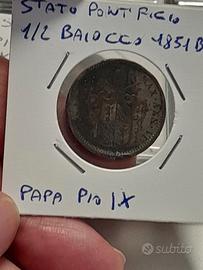 STATO PONTIFICIO
1/2 BAIOCCO 1851 B
PAPA PIO IX
subito